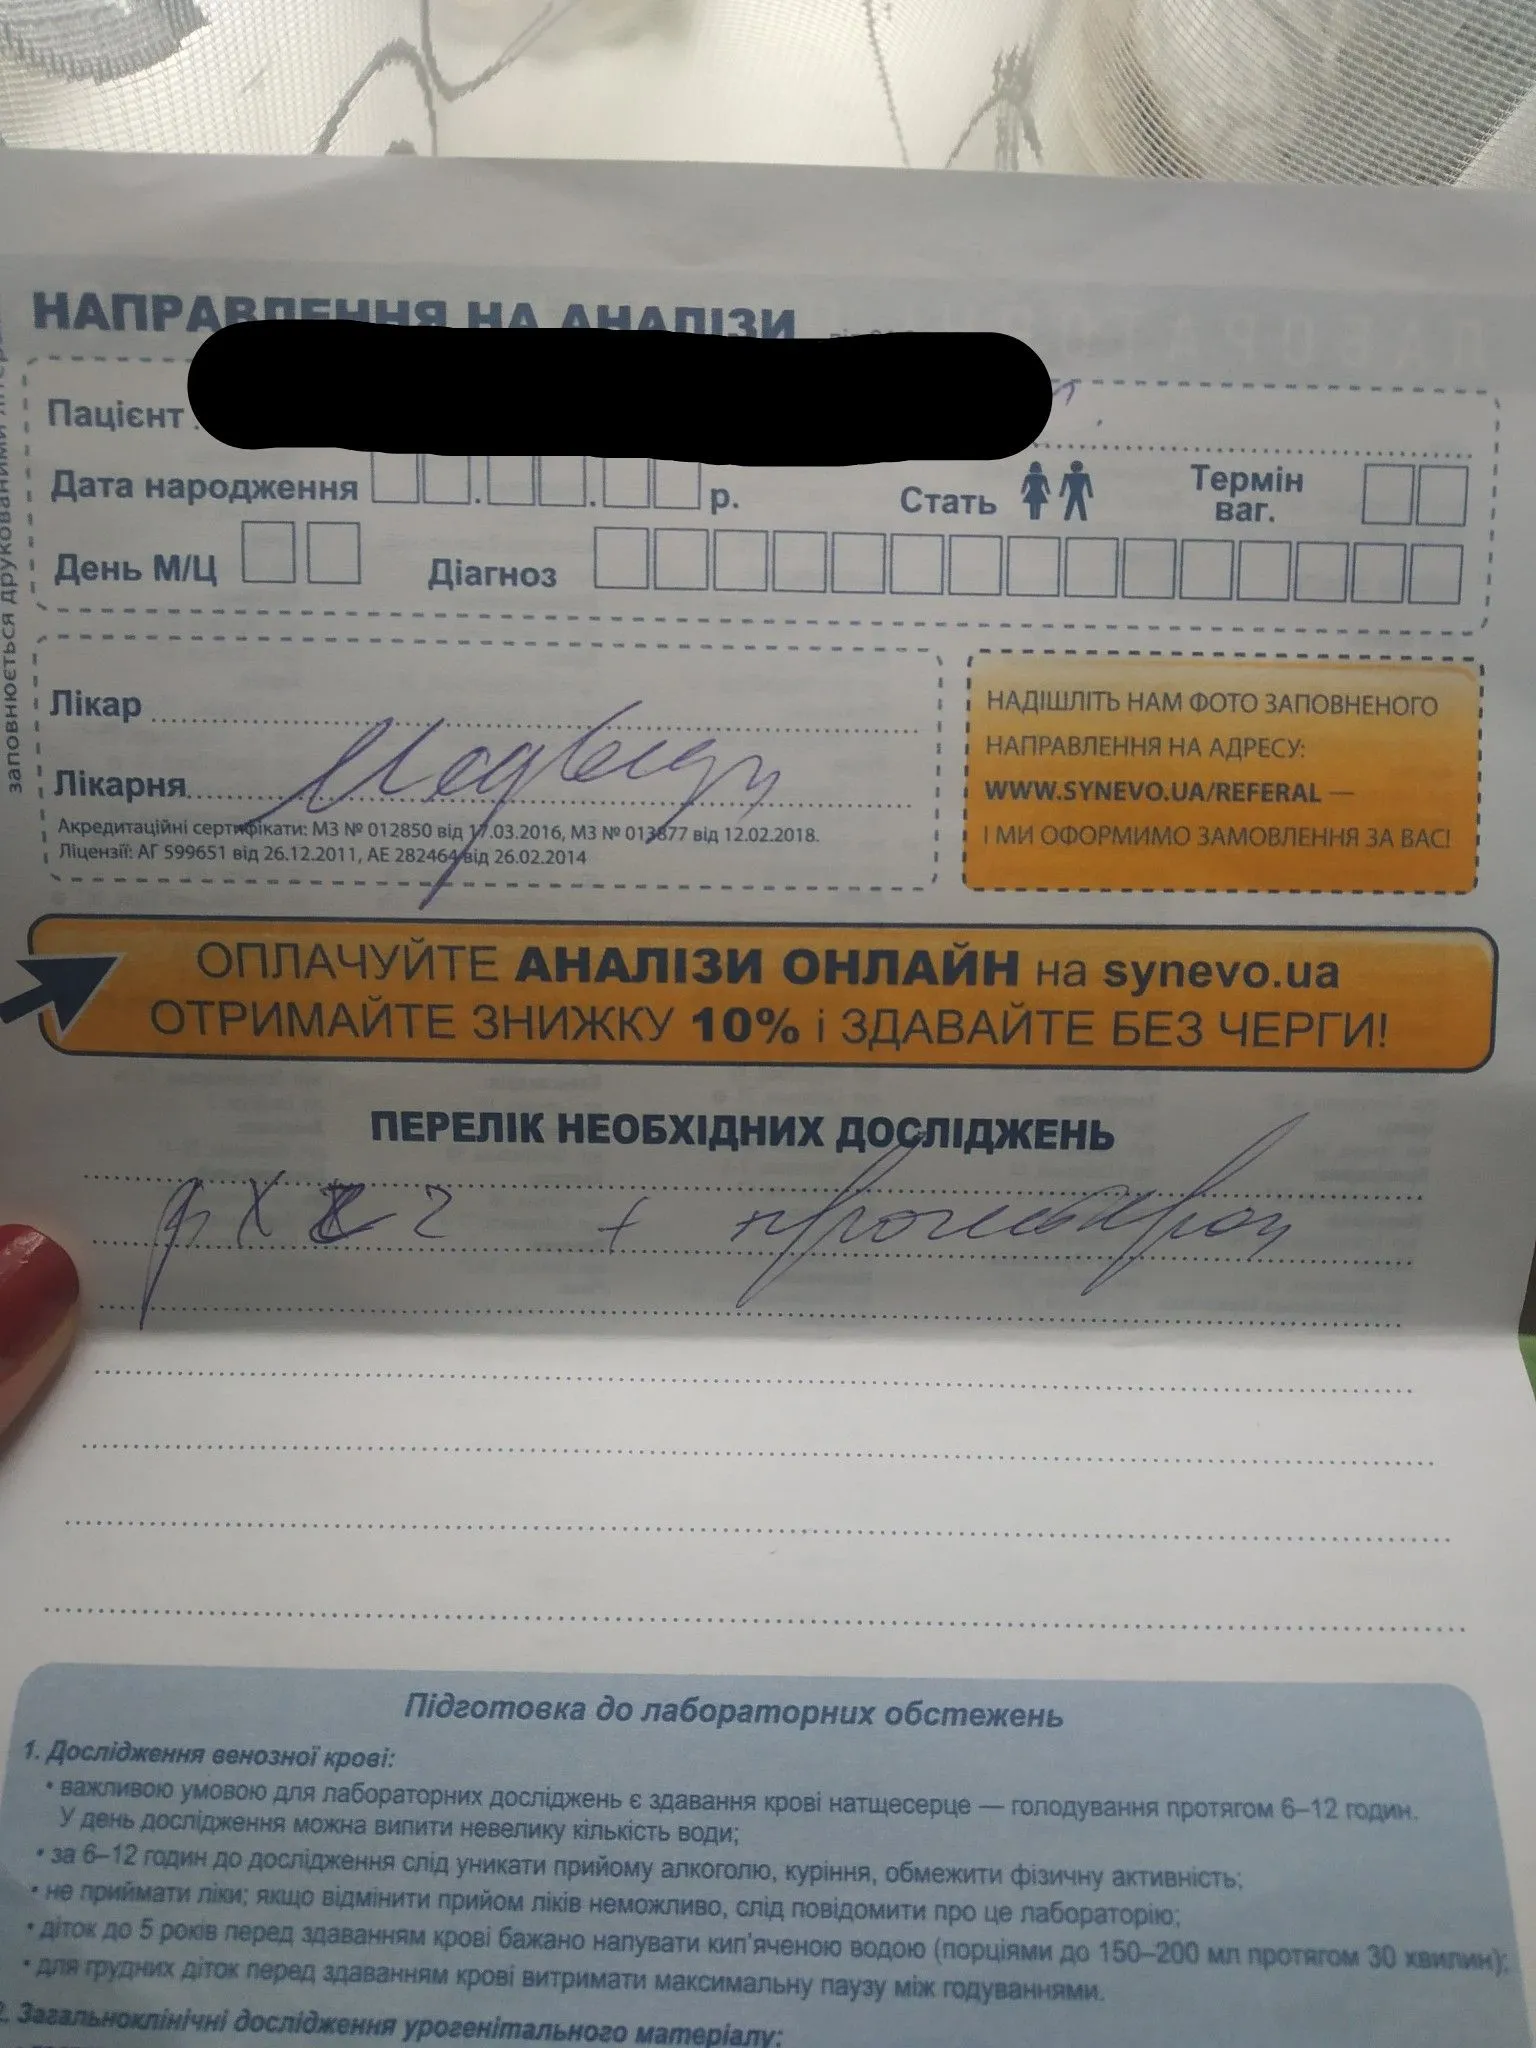 НАПРАВЛЕННЯ НА АНАЛІЗИ
Пацієнт
Дата народження . . р. Стать Термін ваг.
День М/Ц Діагноз
заповнюється друкованими
Лікар
Лікарня
Акредитаційні сертифікати: МЗ № 012850 від 17.03.2016, МЗ № 013877 від 12.02.2018.
Ліцензії: АГ 599651 від 26.12.2011, АЕ 282464 від 26.02.2014
НАДІШЛІТЬ НАМ ФОТО ЗАПОВНЕНОГО
НАПРАВЛЕННЯ НА АДРЕСУ:
WWW.SYNEVO.UA/REFERAL —
І МИ ОФОРМИМО ЗАМОВЛЕННЯ ЗА ВАС!
ОПЛАЧУЙТЕ АНАЛІЗИ ОНЛАЙН на synevo.ua
ОТРИМАЙТЕ ЗНИЖКУ 10% і ЗДАВАЙТЕ БЕЗ ЧЕРГИ!
ПЕРЕЛІК НЕОБХІДНИХ ДОСЛІДЖЕНЬ
+
Підготовка до лабораторних обстежень
1. Дослідження венозної крові:
• важливою умовою для лабораторних досліджень є здавання крові натщесерце — голодування протягом 6–12 годин.
У день дослідження можна випити невелику кількість води;
• за 6–12 годин до дослідження слід уникати прийому алкоголю, куріння, обмежити фізичну активність;
• не приймати ліки; якщо відмінити прийом ліків неможливо, слід повідомити про це лабораторію;
• діток до 5 років перед здаванням крові бажано напувати кип'яченою водою (порціями до 150–200 мл протягом 30 хвилин);
• для грудних діток перед здаванням крові витримати максимальну паузу між годуваннями.
2. Загальноклінічні дослідження урогенітального матеріалу: